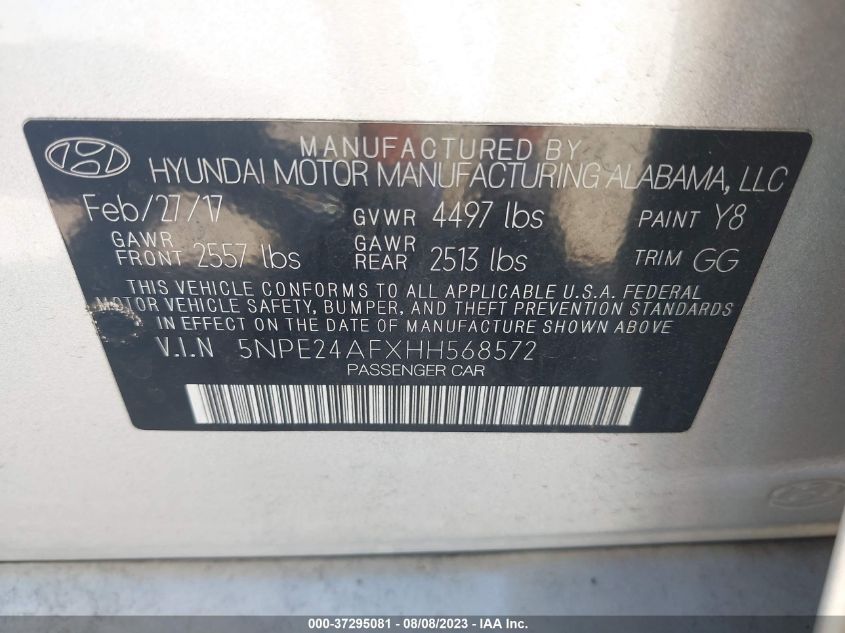 MANUFACTURED BY
HYUNDAI MOTOR MANUFACTURING ALABAMA, LLC
Feb/27/17 GVWR 4497 lbs PAINT Y8
GAWR FRONT 2557 lbs GAWR REAR 2513 lbs TRIM GG
THIS VEHICLE CONFORMS TO ALL APPLICABLE U.S.A. FEDERAL
MOTOR VEHICLE SAFETY, BUMPER, AND THEFT PREVENTION STANDARDS
IN EFFECT ON THE DATE OF MANUFACTURE SHOWN ABOVE.
V.I.N 5NPE24AFXHH568572
PASSENGER CAR
000-37295081 - 08/08/2023 - IAA Inc.